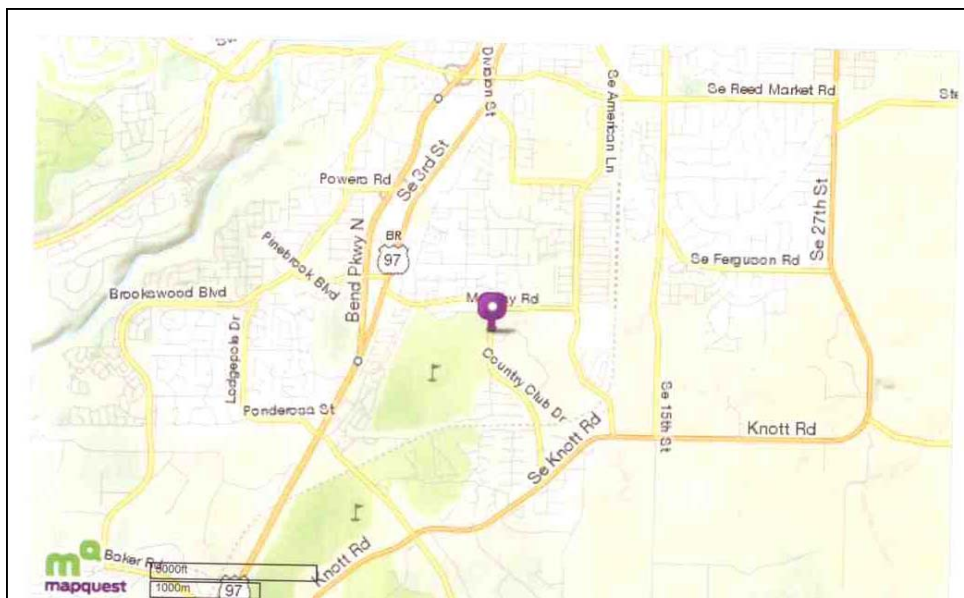 Division St
Se American Ln
Se Reed Market Rd
Ste
Se 3rd St
Powers Rd
BR
97
Se 27th St
Pinebrook Blvd
Bend Pkwy N
Se Ferguson Rd
Brookswood Blvd
Rd
Lodgepole Dr
Country Club Dr
Ponderosa St
Se 15th St
Se Knott Rd
Knott Rd
mapquest
Baker Rd
1000m
97
Knott Rd